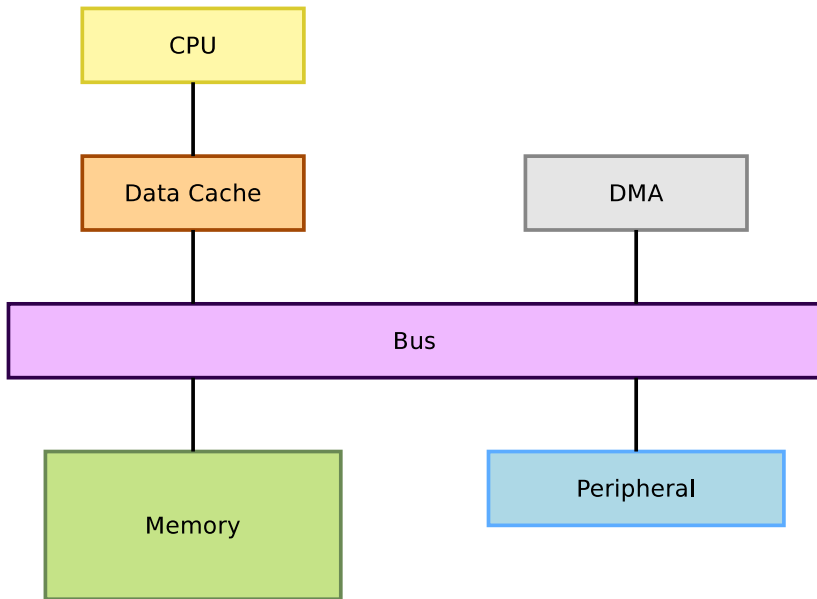 CPU
Data Cache
DMA
Bus
Memory
Peripheral